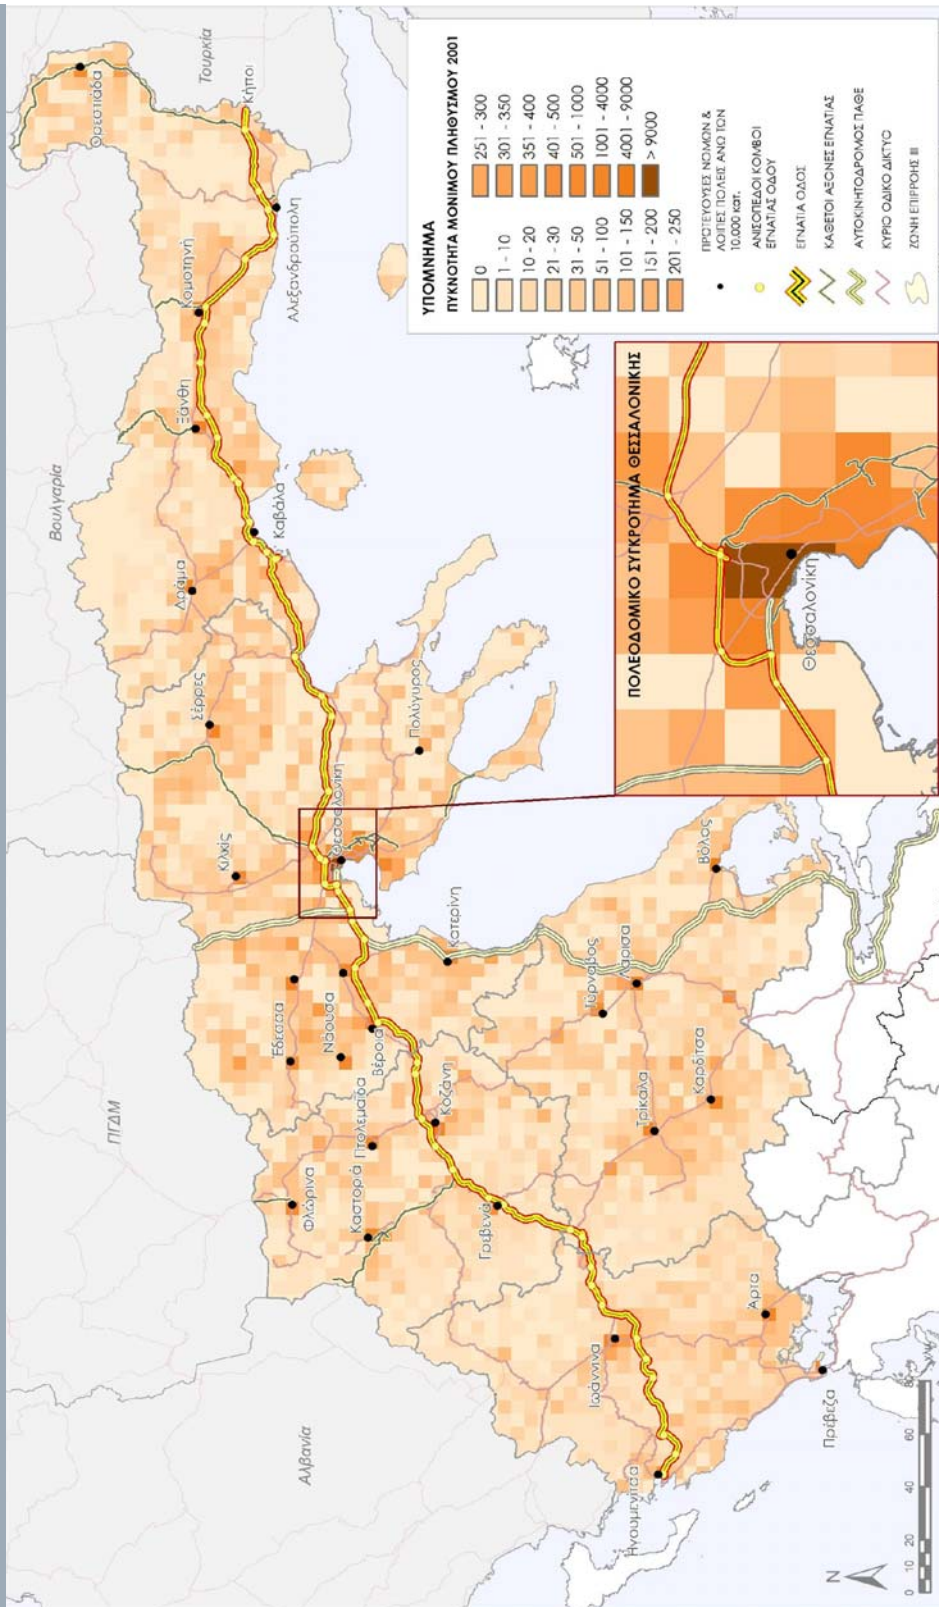 ΥΠΟΜΝΗΜΑ
ΠΥΚΝΟΤΗΤΑ ΜΟΝΙΜΟΥ ΠΛΗΘΥΣΜΟΥ 2001
0
1 - 10
10 - 20
21 - 30
31 - 50
51 - 100
101 - 150
151 - 200
201 - 250
251 - 300
301 - 350
351 - 400
401 - 500
501 - 1000
1001 - 4000
4001 - 9000
> 9000
ΠΡΩΤΕΥΟΥΣΕΣ ΝΟΜΩΝ &
ΛΟΙΠΕΣ ΠΟΛΕΙΣ ΑΝΩ ΤΩΝ
10.000 κατ.
ΑΝΙΣΟΠΕΔΟΙ ΚΟΜΒΟΙ
ΕΓΝΑΤΙΑΣ ΟΔΟΥ
ΕΓΝΑΤΙΑ ΟΔΟΣ
ΚΑΘΕΤΟΙ ΑΞΟΝΕΣ ΕΓΝΑΤΙΑΣ
ΑΥΤΟΚΙΝΗΤΟΔΡΟΜΟΣ ΠΑΘΕ
ΚΥΡΙΟ ΟΔΙΚΟ ΔΙΚΤΥΟ
ΖΩΝΗ ΕΠΙΡΡΟΗΣ ΙΙΙ
ΠΟΛΕΟΔΟΜΙΚΟ ΣΥΓΚΡΟΤΗΜΑ ΘΕΣΣΑΛΟΝΙΚΗΣ
Θεσσαλονίκη
Αλβανία
ΠΓΔΜ
Βουλγαρία
Τουρκία
Ορεστιάδα
Κήποι
Αλεξανδρούπολη
Κομοτηνή
Ξάνθη
Καβάλα
Δράμα
Σέρρες
Πολύγυρος
Θεσσαλονίκη
Κιλκίς
Κατερίνη
Έδεσσα
Νάουσα
Βέροια
Πτολεμαΐδα
Κοζάνη
Φλώρινα
Καστοριά
Γρεβενά
Βόλος
Λάρισα
Τύρναβος
Τρίκαλα
Καρδίτσα
Ιωάννινα
Άρτα
Πρέβεζα
Ηγουμενίτσα
N
0 10 20 40 60 80